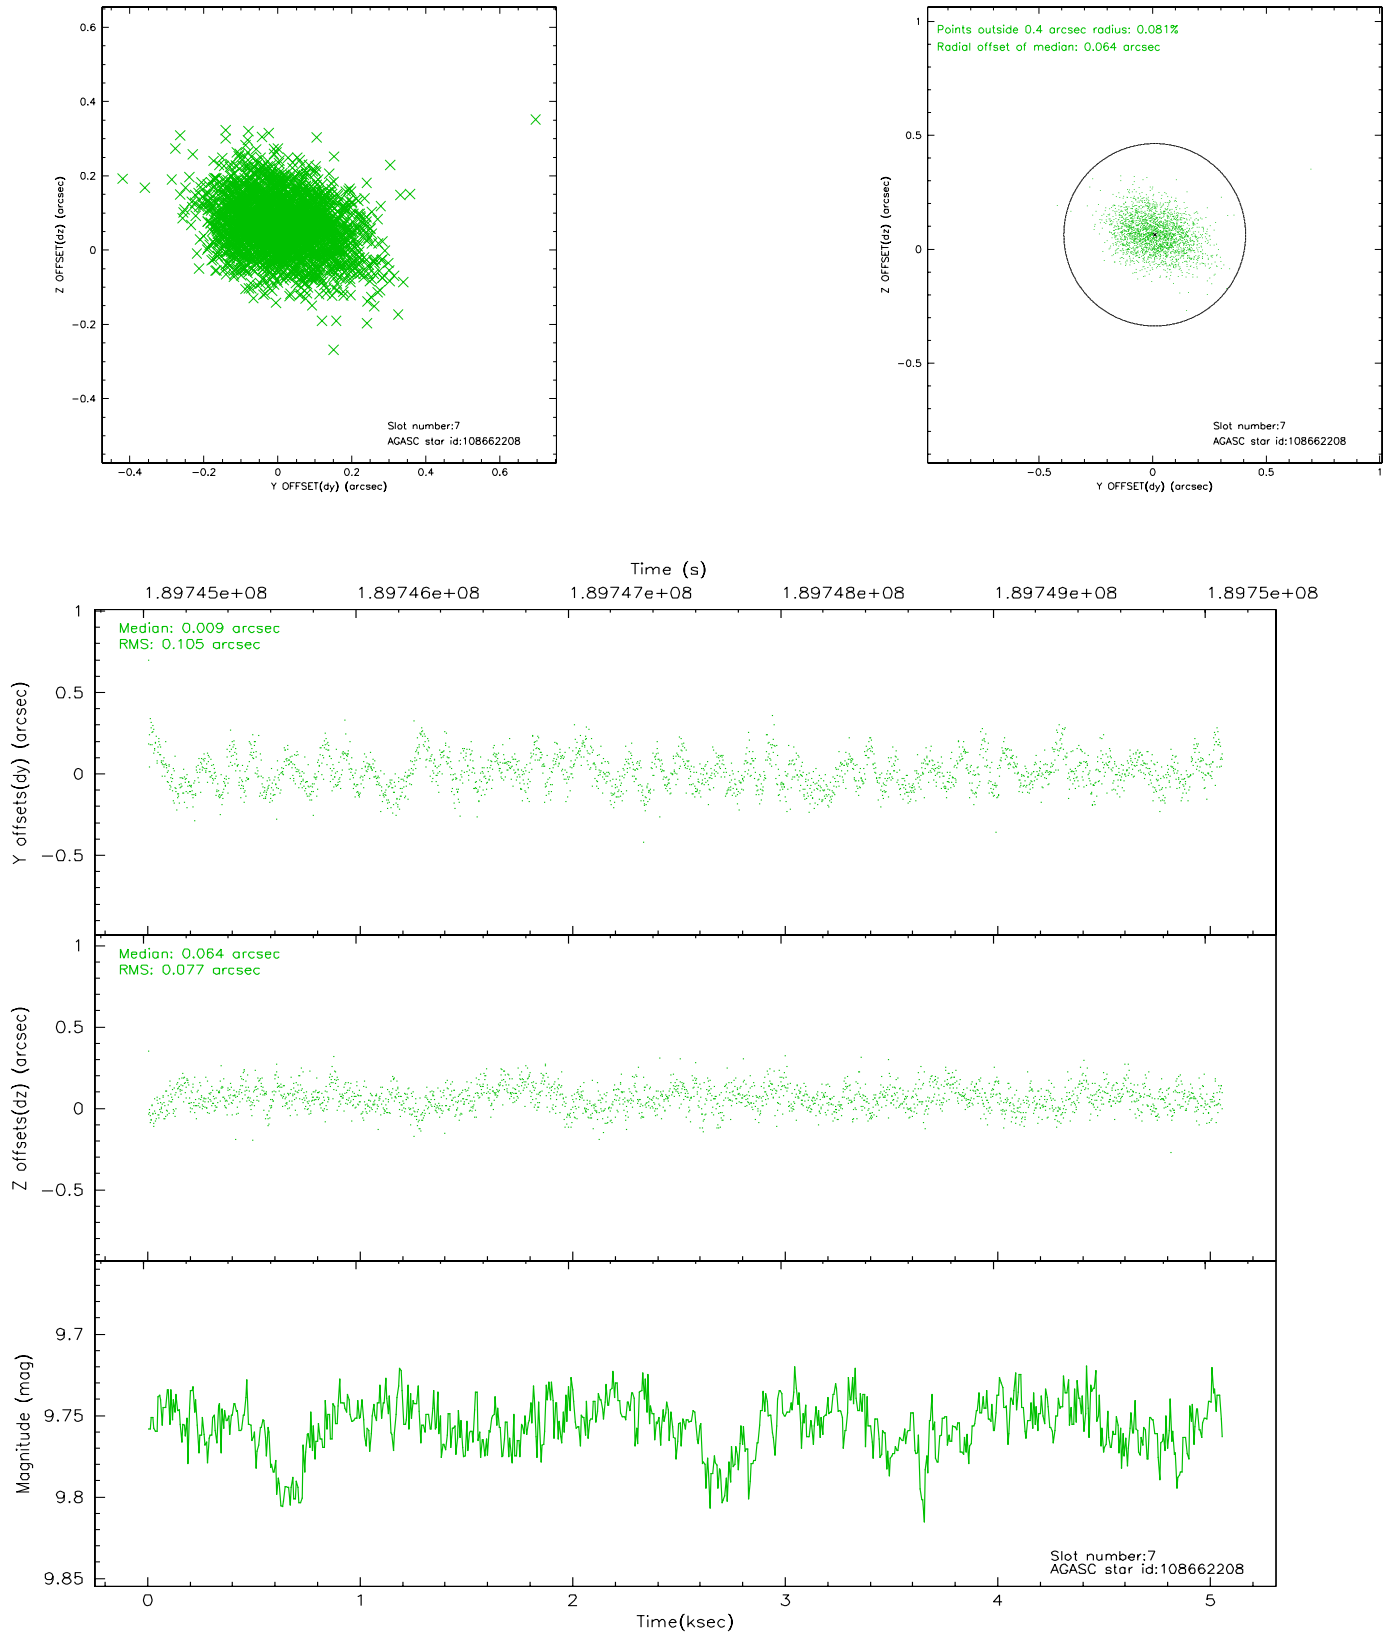 0.6
0.4
0.2
0
−0.2
−0.4
Z OFFSET(dz) (arcsec)
Slot number:7
AGASC star id:108662208
−0.4 −0.2 0 0.2 0.4 0.6
Y OFFSET(dy) (arcsec)
Points outside 0.4 arcsec radius: 0.081%
Radial offset of median: 0.064 arcsec
1
0.5
0
−0.5
Z OFFSET(dz) (arcsec)
Slot number:7
AGASC star id:108662208
−0.5 0 0.5 1
Y OFFSET(dy) (arcsec)
Time (s)
1.89745e+08 1.89746e+08 1.89747e+08 1.89748e+08 1.89749e+08 1.8975e+08
Median: 0.009 arcsec
RMS: 0.105 arcsec
1
0.5
0
−0.5
Y offsets(dy) (arcsec)
Median: 0.064 arcsec
RMS: 0.077 arcsec
1
0.5
0
−0.5
Z offsets(dz) (arcsec)
9.7
9.75
9.8
9.85
Magnitude (mag)
Slot number:7
AGASC star id:108662208
0 1 2 3 4 5
Time(ksec)